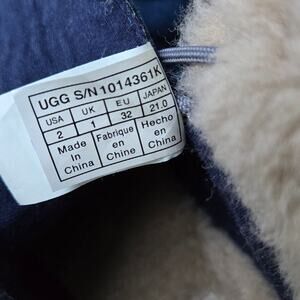 UGG S/N1014361K
USA UK EU JAPAN
2 1 32 21.0
Made Fabrique Hecho
In en en
China Chine China